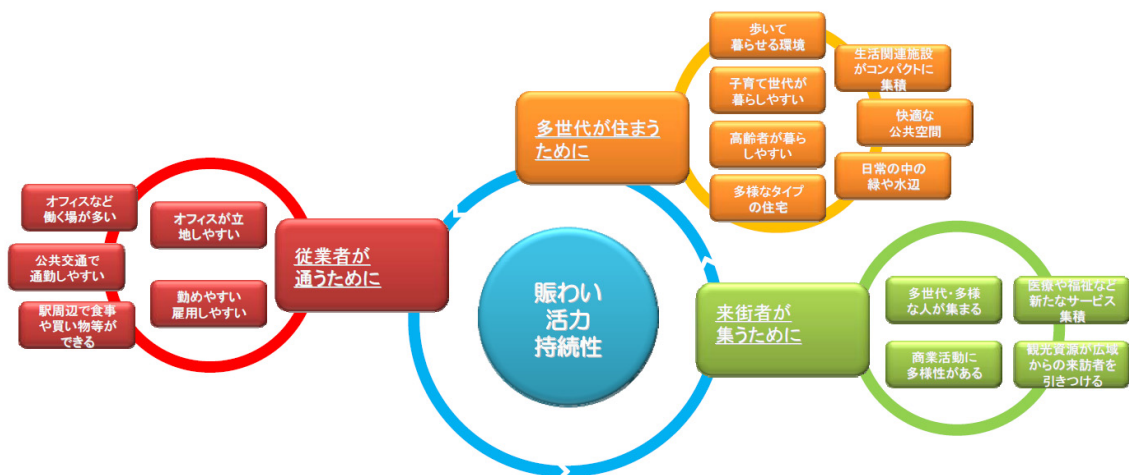 歩いて
暮らせる環境
生活関連施設
がコンパクトに
集積
子育て世代が
暮らしやすい
快適な
公共空間
多世代が住まう
ために
高齢者が暮ら
しやすい
日常の中の
緑や水辺
多様なタイプ
の住宅
オフィスなど
働く場が多い
オフィスが立
地しやすい
従業者が
通うために
公共交通で
通勤しやすい
勤めやすい
雇用しやすい
駅周辺で食事
や買い物等が
できる
賑わい
活力
持続性
来街者が
集うために
多世代・多様
な人が集まる
医療や福祉など
新たなサービス
集積
商業活動に
多様性がある
観光資源が広域
からの来訪者を
引きつける